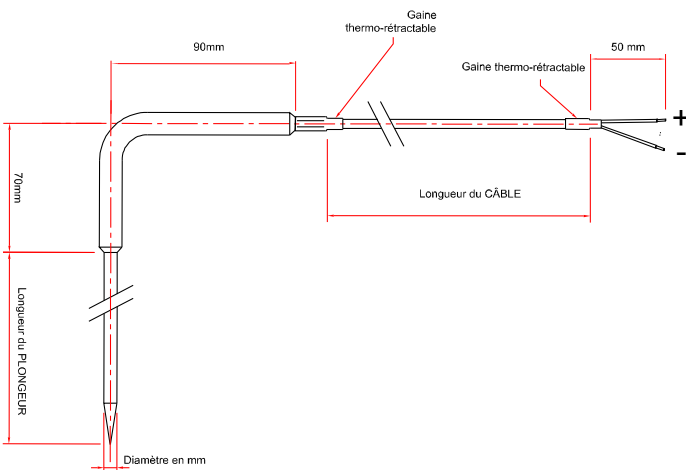 Gaine
thermo-rétractable
90mm
50 mm
Gaine thermo-rétractable
+
-
70mm
Longueur du CÂBLE
Longueur du PLONGEUR
Diamètre en mm